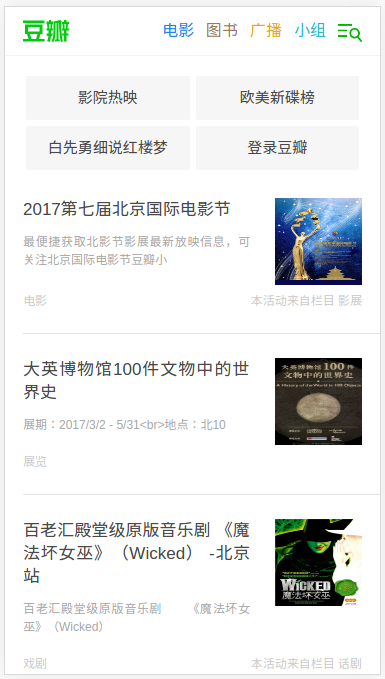 豆瓣 电影 图书 广播 小组
影院热映 欧美新碟榜
白先勇细说红楼梦 登录豆瓣
2017第七届北京国际电影节
最便捷获取北影节影展最新放映信息，可
关注北京国际电影节豆瓣小
电影 本活动来自栏目 影展
大英博物馆100件文物中的世
界史
展期：2017/3/2 - 5/31<br>地点：北10
大英博物馆100件
文物中的世界史
A History of the World in 100 Objects
展览
百老汇殿堂级原版音乐剧 《魔
法坏女巫》（Wicked） -北京
站
百老汇殿堂级原版音乐剧 《魔法坏女
巫》（Wicked）
WICKED
魔法坏女巫
戏剧 本活动来自栏目 话剧